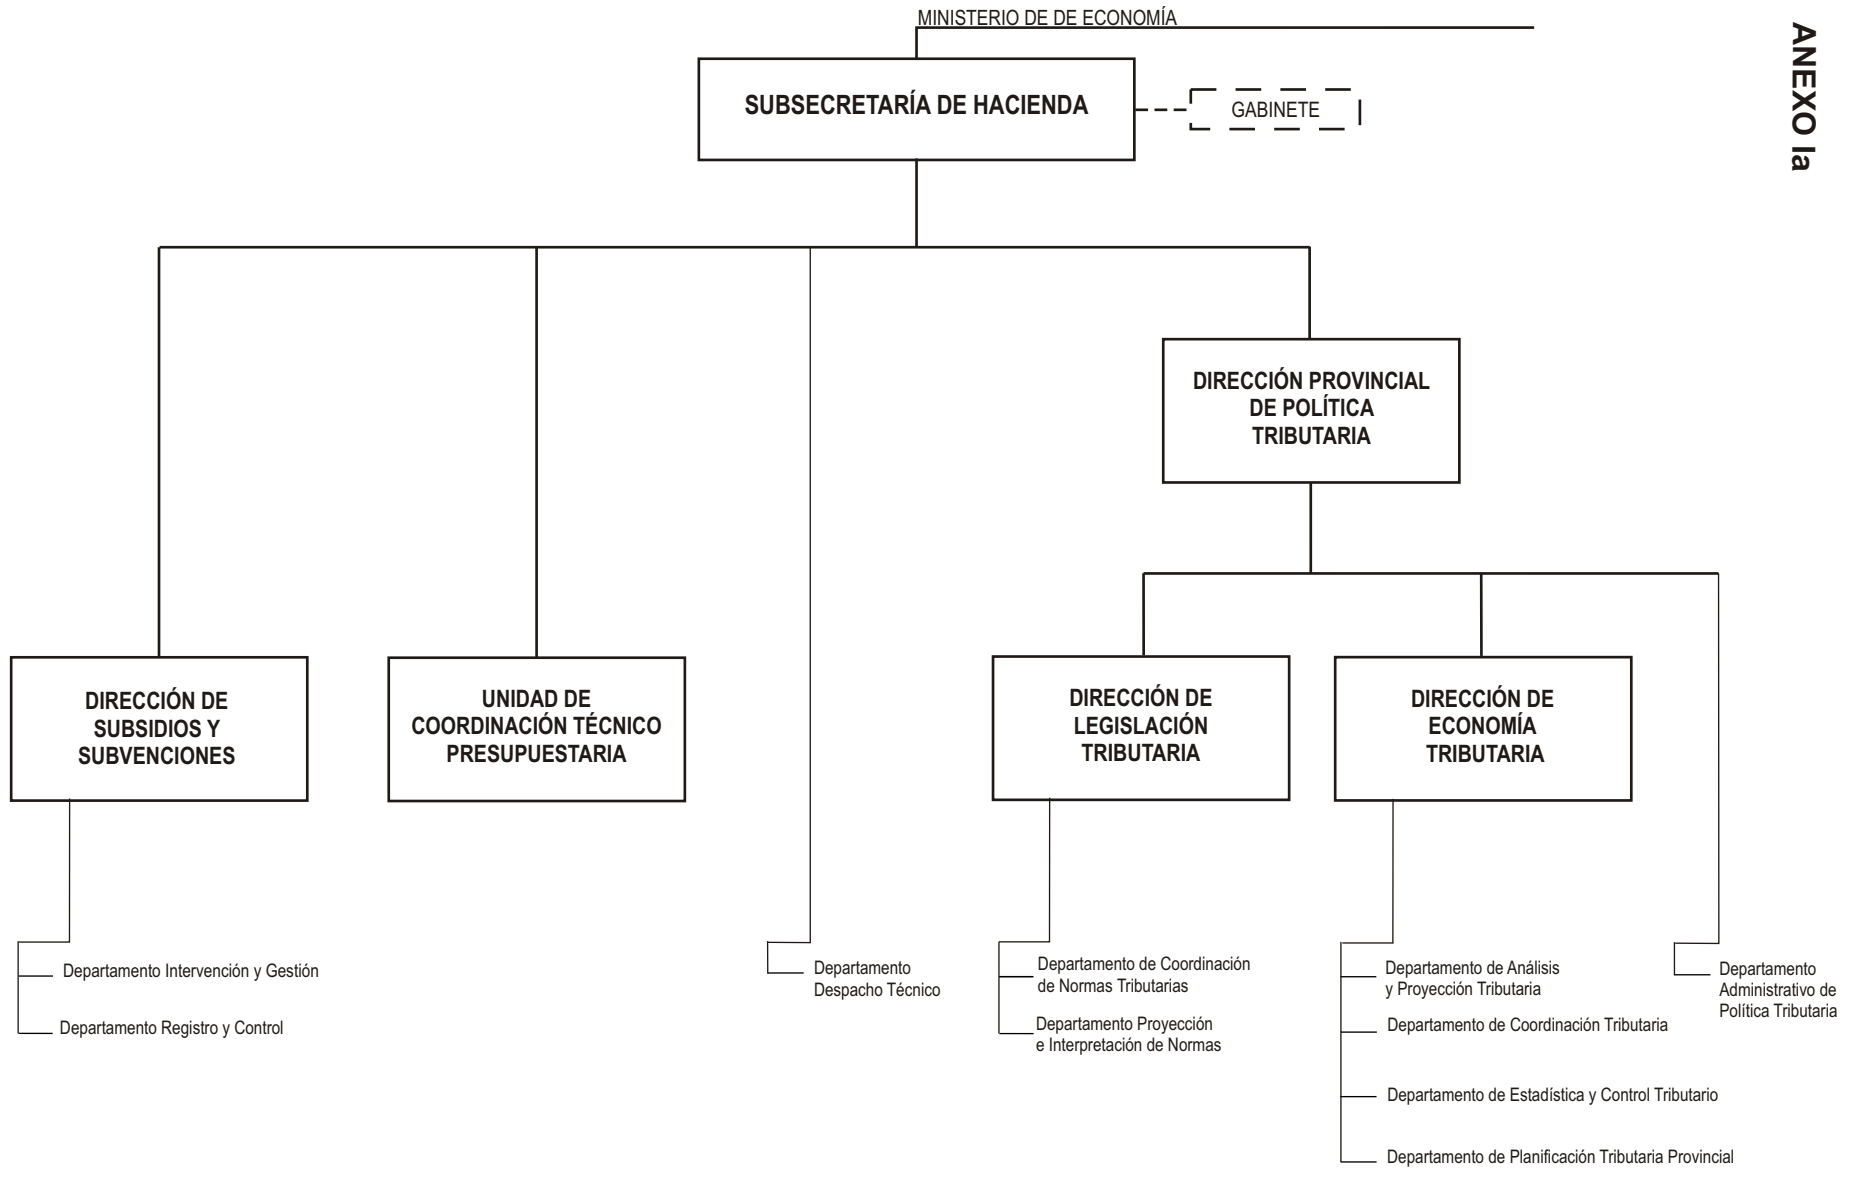 MINISTERIO DE DE ECONOMÍA
ANEXO Ia
SUBSECRETARÍA DE HACIENDA
GABINETE
DIRECCIÓN PROVINCIAL
DE POLÍTICA
TRIBUTARIA
DIRECCIÓN DE
SUBSIDIOS Y
SUBVENCIONES
UNIDAD DE
COORDINACIÓN TÉCNICO
PRESUPUESTARIA
DIRECCIÓN DE
LEGISLACIÓN
TRIBUTARIA
DIRECCIÓN DE
ECONOMÍA
TRIBUTARIA
Departamento Intervención y Gestión
Departamento Registro y Control
Departamento
Despacho Técnico
Departamento de Coordinación
de Normas Tributarias
Departamento Proyección
e Interpretación de Normas
Departamento de Análisis
y Proyección Tributaria
Departamento de Coordinación Tributaria
Departamento de Estadística y Control Tributario
Departamento de Planificación Tributaria Provincial
Departamento
Administrativo de
Política Tributaria